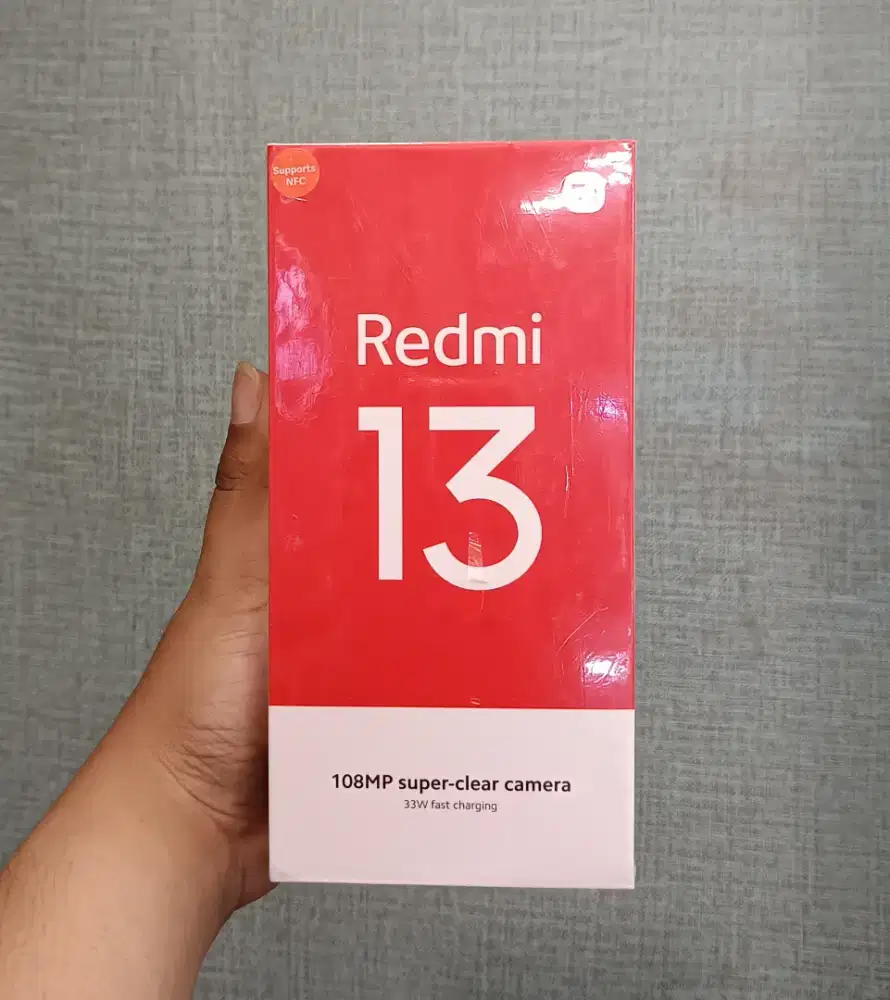 Supports
NFC
Redmi
13
108MP super-clear camera
33W fast charging